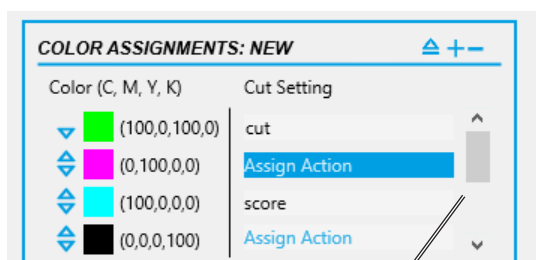 COLOR ASSIGNMENTS: NEW
Color (C, M, Y, K) Cut Setting
(100,0,100,0) cut
(0,100,0,0) Assign Action
(100,0,0,0) score
(0,0,0,100) Assign Action